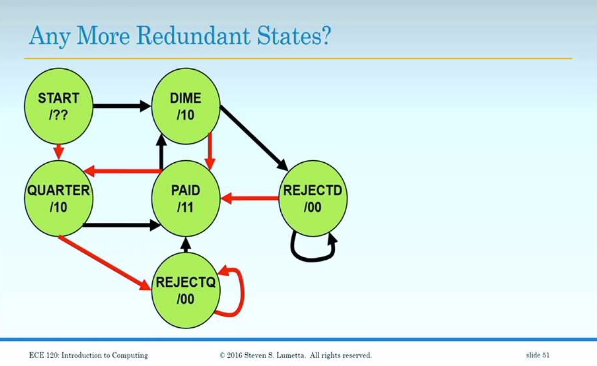 Any More Redundant States?
START
/??
DIME
/10
QUARTER
/10
PAID
/11
REJECTD
/00
REJECTQ
/00
ECE 120: Introduction to Computing
© 2016 Steven S. Lumetta. All rights reserved.
slide 51